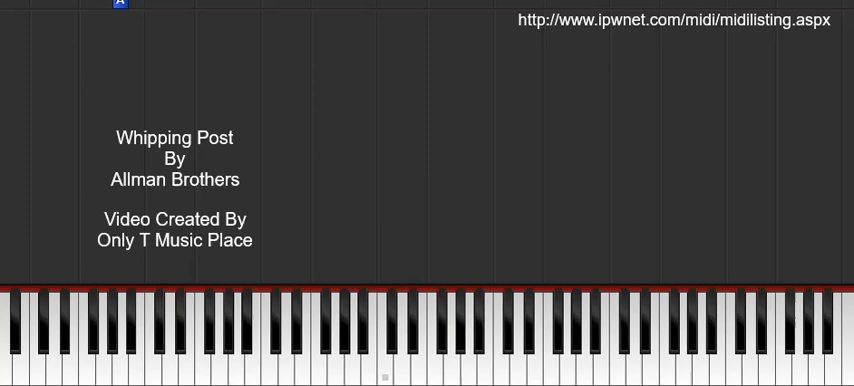 A
http://www.ipwnet.com/midi/midilisting.aspx
Whipping Post
By
Allman Brothers
Video Created By
Only T Music Place